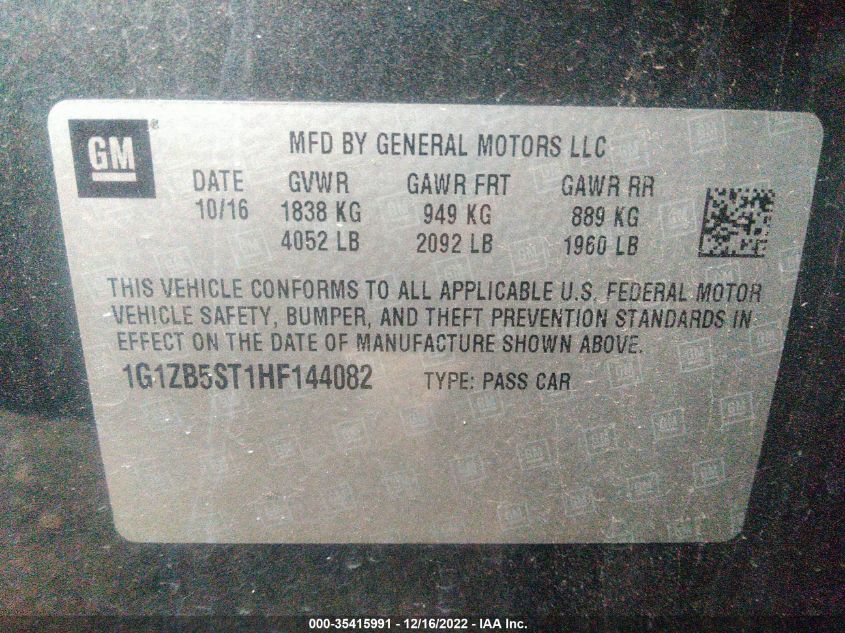 GM ®
MFD BY GENERAL MOTORS LLC
DATE GVWR GAWR FRT GAWR RR
10/16 1838 KG 949 KG 889 KG
4052 LB 2092 LB 1960 LB
THIS VEHICLE CONFORMS TO ALL APPLICABLE U.S. FEDERAL MOTOR
VEHICLE SAFETY, BUMPER, AND THEFT PREVENTION STANDARDS IN
EFFECT ON THE DATE OF MANUFACTURE SHOWN ABOVE.
1G1ZB5ST1HF144082 TYPE: PASS CAR
000-35415991 - 12/16/2022 - IAA Inc.